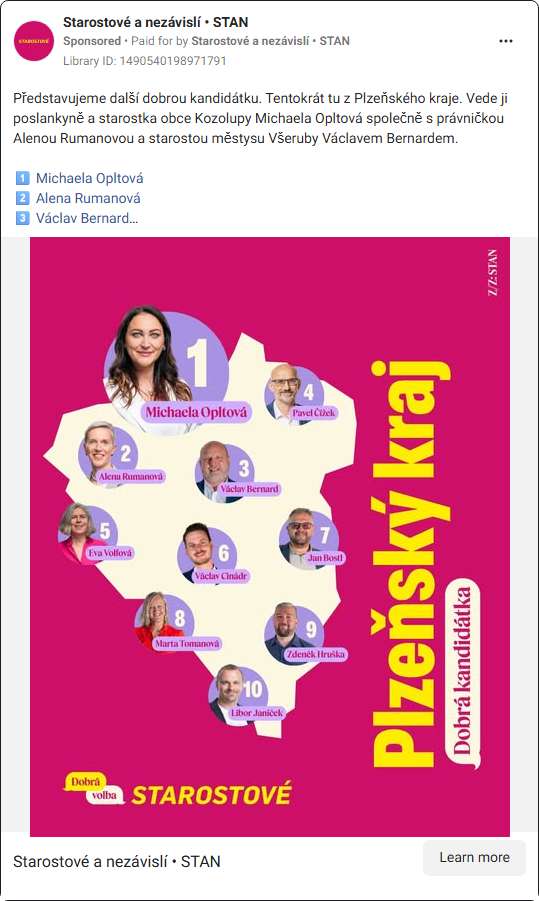 Starostové a nezávislí • STAN
STAROSTOVÉ
Sponsored • Paid for by Starostové a nezávislí • STAN
Library ID: 1490540198971791
Představujeme další dobrou kandidátku. Tentokrát tu z Plzeňského kraje. Vede ji
poslankyně a starostka obce Kozolupy Michaela Opltová společně s právničkou
Alenou Rumanovou a starostou městysu Všeruby Václavem Bernardem.
1 Michaela Opltová
2 Alena Rumanová
3 Václav Bernard...
Z/Z: STAN
1
Michaela Opltová
4
Pavel Čížek
2
Alena Rumanová
3
Václav Bernard
5
Eva Volfová
6
Václav Cinádr
7
Jan Bostl
8
Marta Tomanová
9
Zdeněk Hruška
10
Libor Janíček
Plzeňský kraj
Dobrá kandidátka
Dobrá
volba
STAROSTOVÉ
Starostové a nezávislí • STAN
Learn more